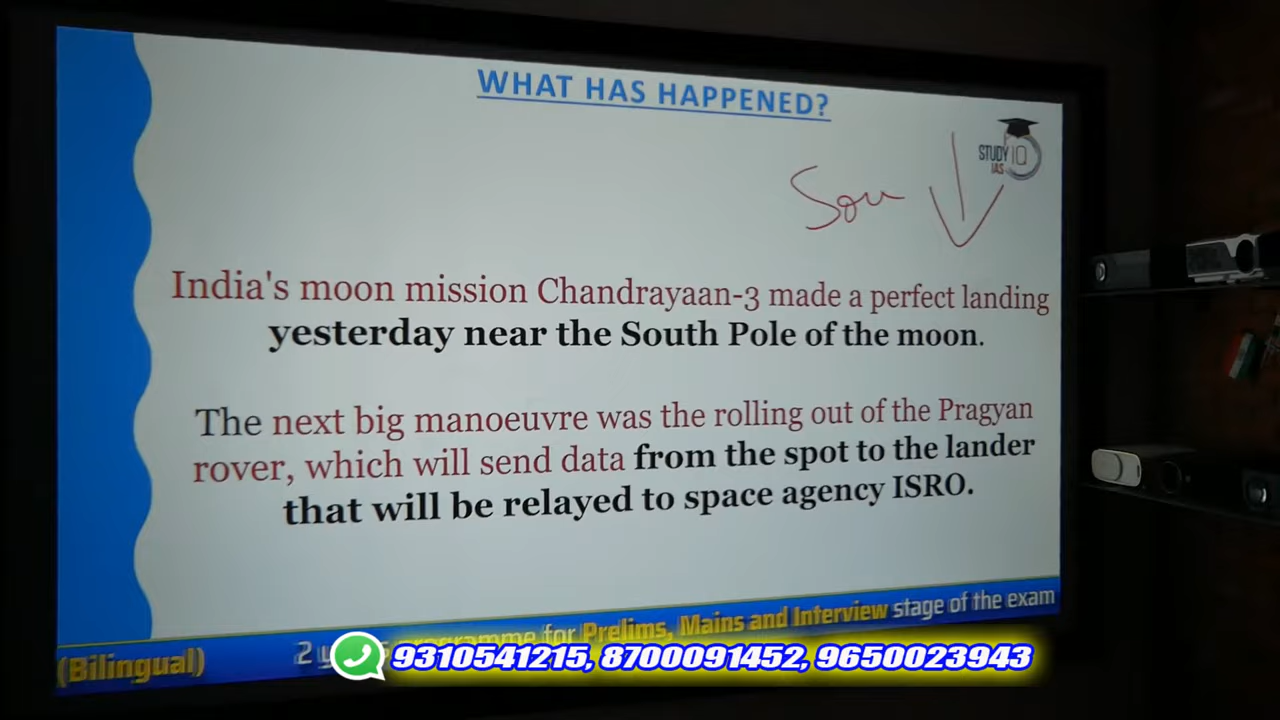 WHAT HAS HAPPENED?
STUDY IQ
IAS
Sou
India's moon mission Chandrayaan-3 made a perfect landing
yesterday near the South Pole of the moon.
The next big manoeuvre was the rolling out of the Pragyan
rover, which will send data from the spot to the lander
that will be relayed to space agency ISRO.
(Bilingual) 2 programme for Prelims, Mains and Interview stage of the exam
9310541215, 8700091452, 9650023943